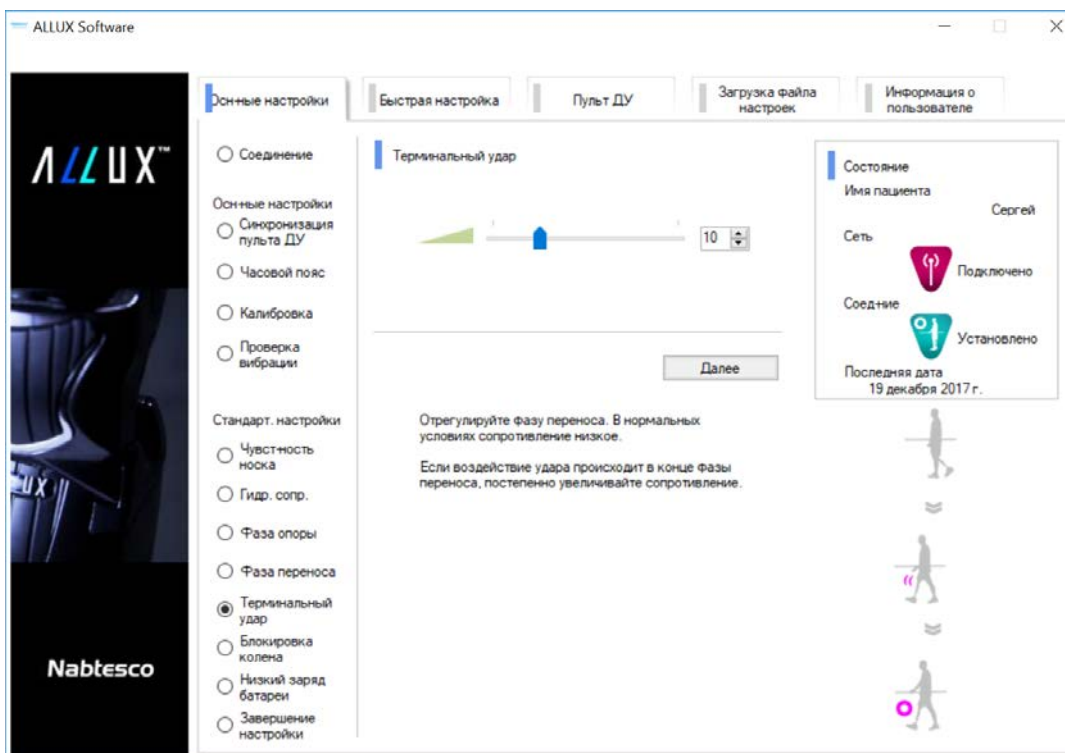 ALLUX Software
ALLUX™
UX
Nabtesco
Осн-ные настройки
Быстрая настройка
Пульт ДУ
Загрузка файла
настроек
Информация о
пользователе
Соединение
Осн-ные настройки
Синхронизация
пульта ДУ
Часовой пояс
Калибровка
Проверка
вибрации
Стандарт. настройки
Чувст-ность
носка
Гидр. сопр.
Фаза опоры
Фаза переноса
Терминальный
удар
Блокировка
колена
Низкий заряд
батареи
Завершение
настройки
Терминальный удар
10
Далее
Отрегулируйте фазу переноса. В нормальных
условиях сопротивление низкое.
Если воздействие удара происходит в конце фазы
переноса, постепенно увеличивайте сопротивление.
Состояние
Имя пациента
Сергей
Сеть
Подключено
Соед-ние
Установлено
Последняя дата
19 декабря 2017 г.